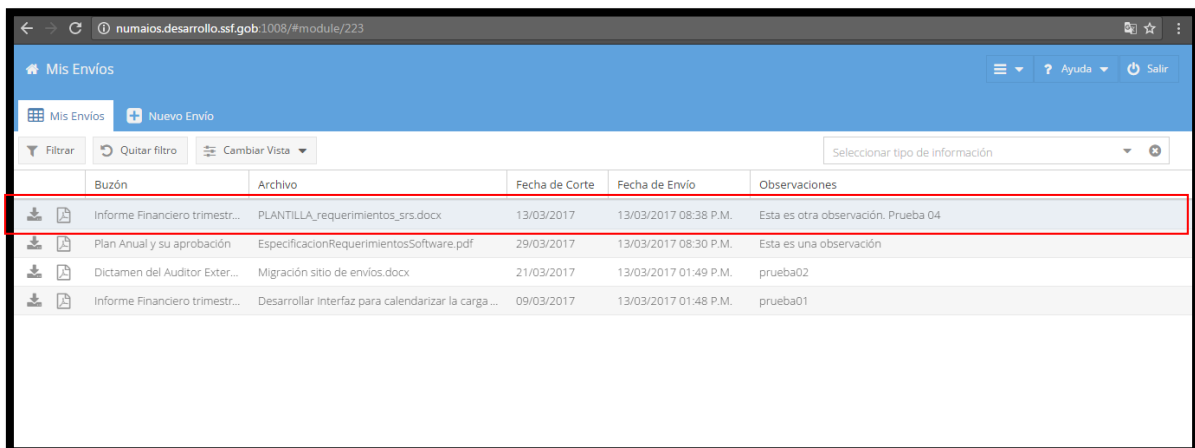 numaios.desarrollo.ssf.gob:1008/#module/223
Mis Envíos ? Ayuda Salir
Mis Envíos Nuevo Envío
Filtrar Quitar filtro Cambiar Vista Seleccionar tipo de información
Buzón Archivo Fecha de Corte Fecha de Envío Observaciones
Informe Financiero trimestr... PLANTILLA_requerimientos_srs.docx 13/03/2017 13/03/2017 08:38 P.M. Esta es otra observación. Prueba 04
Plan Anual y su aprobación EspecificacionRequerimientosSoftware.pdf 29/03/2017 13/03/2017 08:30 P.M. Esta es una observación
Dictamen del Auditor Exter... Migración sitio de envíos.docx 21/03/2017 13/03/2017 01:49 P.M. prueba02
Informe Financiero trimestr... Desarrollar Interfaz para calendarizar la carga ... 09/03/2017 13/03/2017 01:48 P.M. prueba01